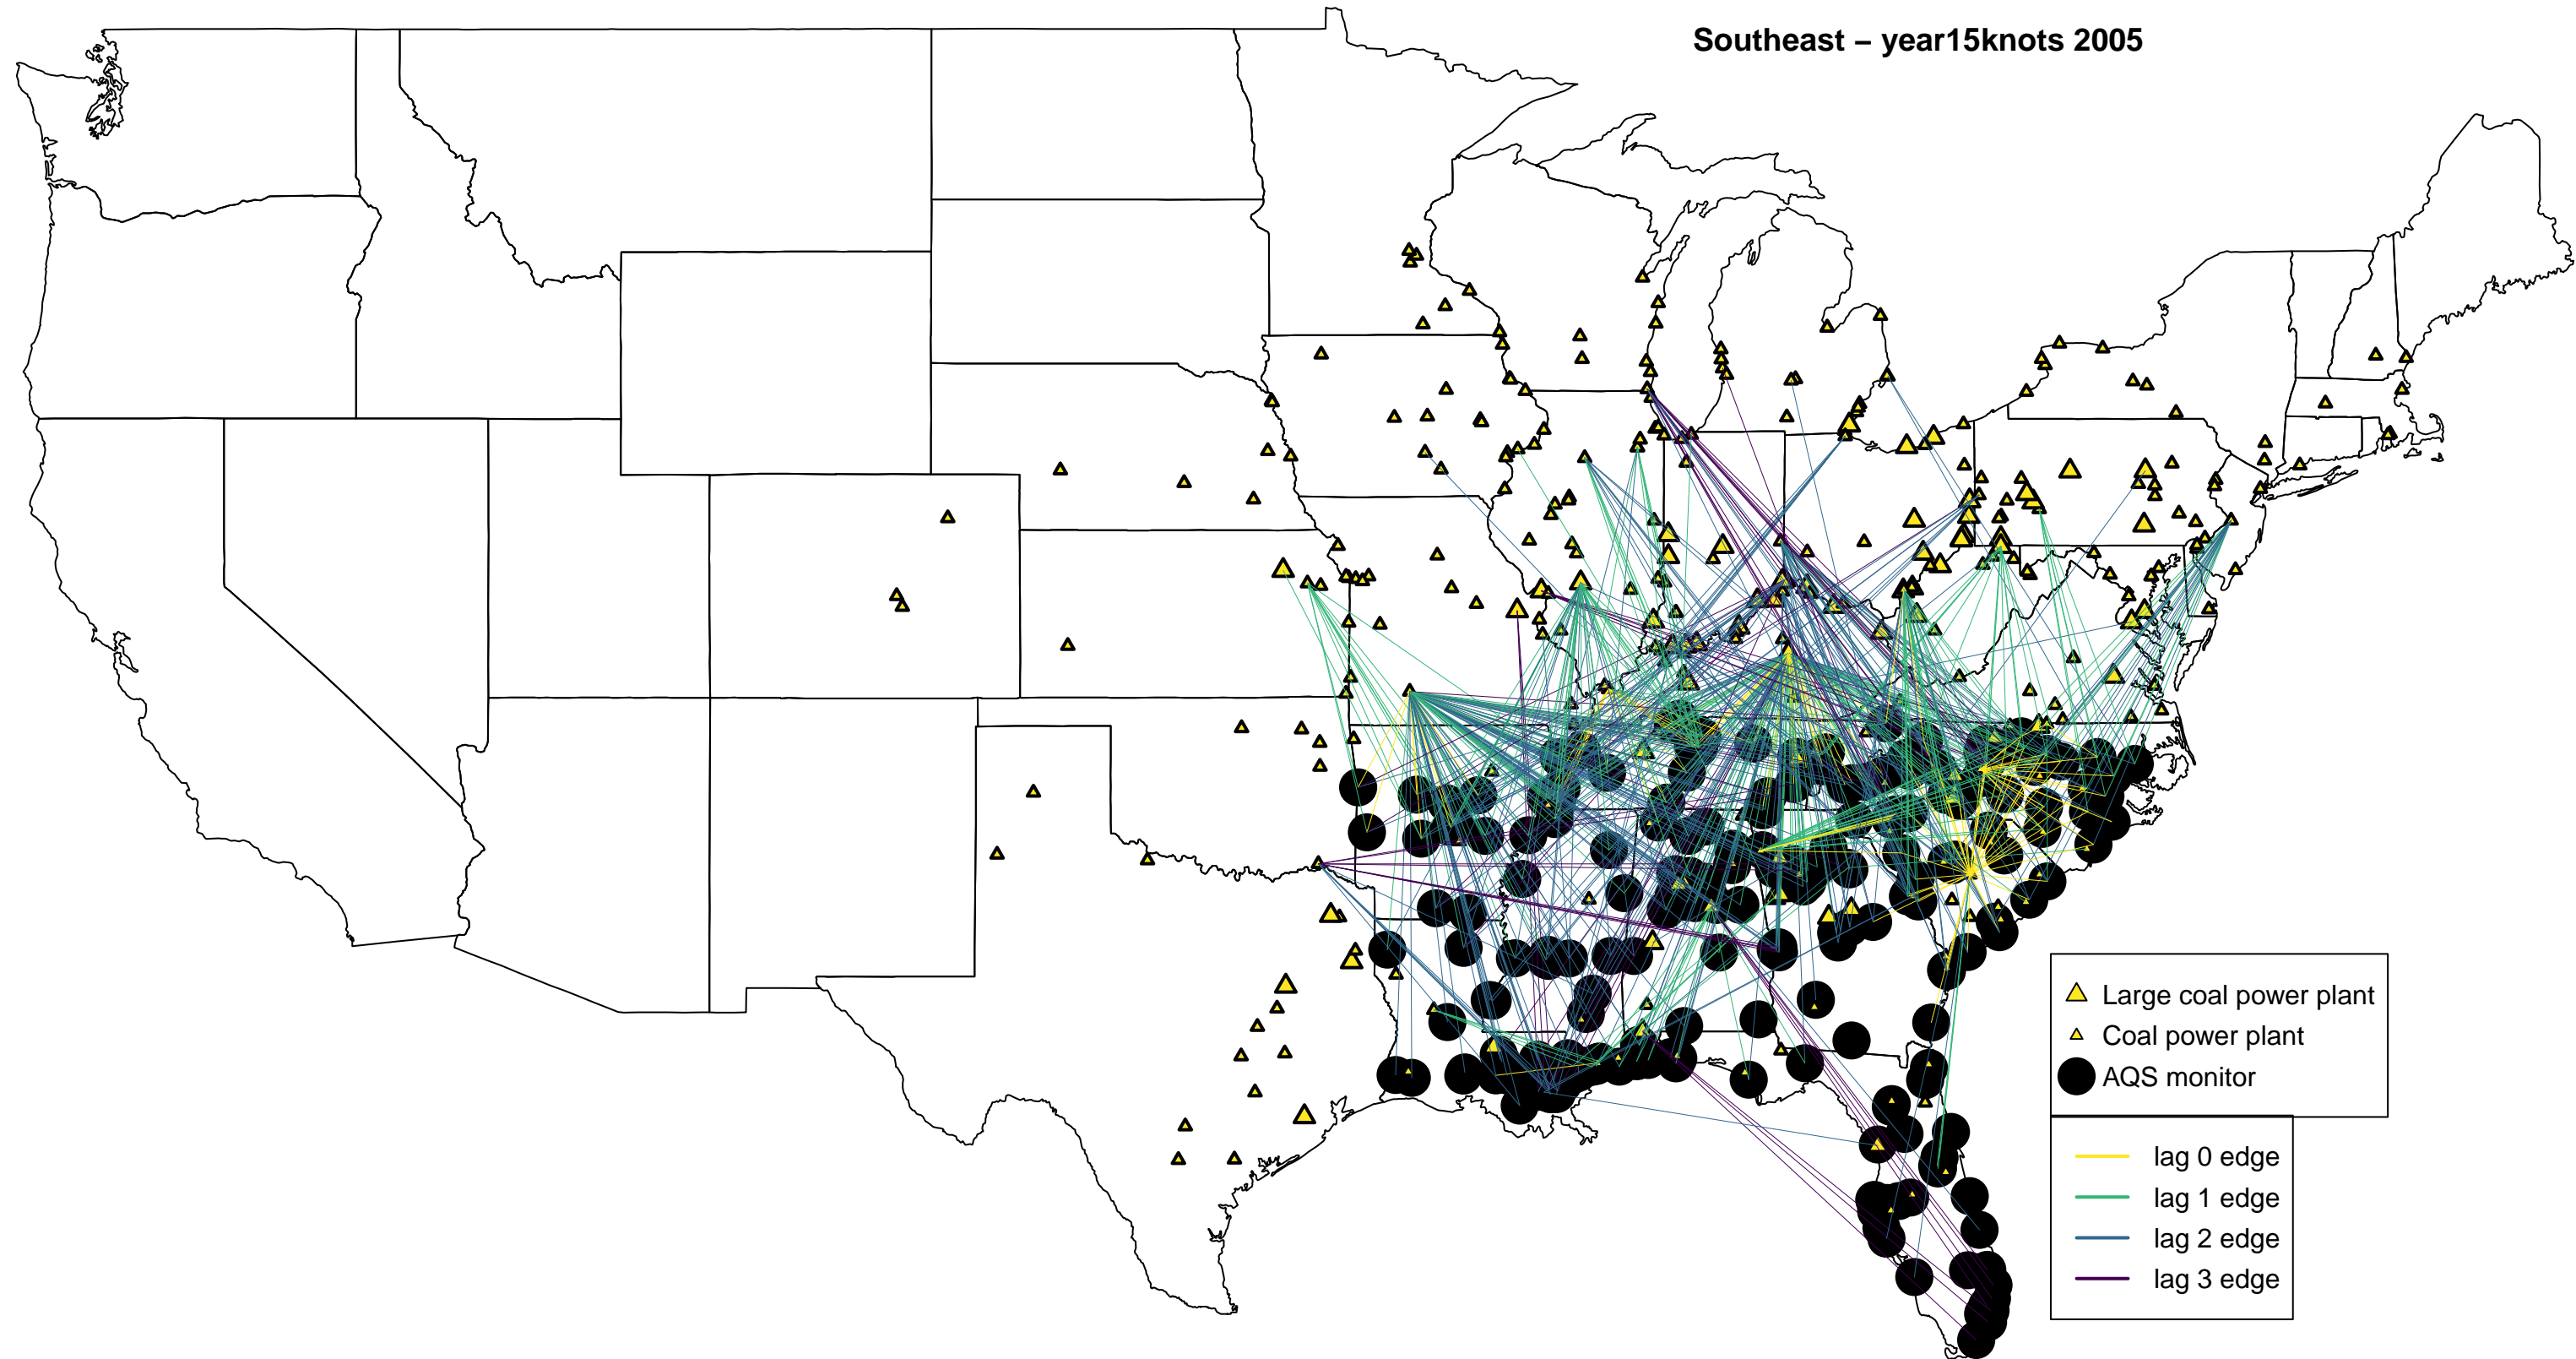 Southeast – year15knots 2005
Large coal power plant
Coal power plant
AQS monitor
lag 0 edge
lag 1 edge
lag 2 edge
lag 3 edge